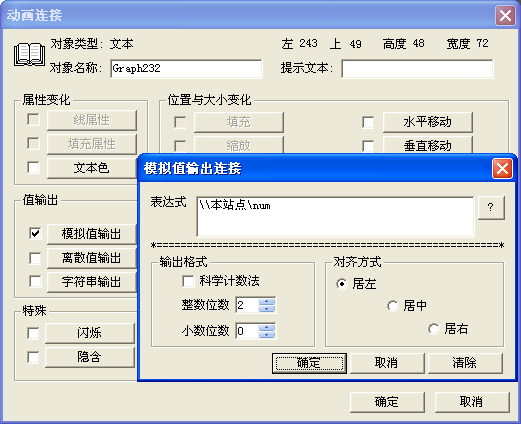 动画连接
对象类型: 文本 左 243 上 49 高度 48 宽度 72
对象名称: Graph232 提示文本:
属性变化 位置与大小变化
线属性 填充 水平移动
填充属性 缩放 垂直移动
文本色
模拟值输出连接
表达式 \\本站点\num ?
*=================================================*
输出格式 对齐方式
科学计数法 居左
整数位数 2 居中
小数位数 0 居右
确定 取消 清除
值输出
模拟值输出
离散值输出
字符串输出
特殊
闪烁
隐含
确定 取消